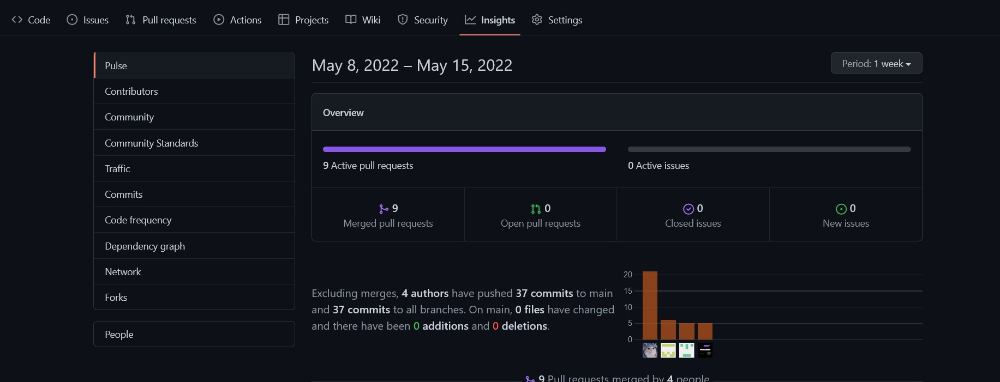 Code Issues Pull requests Actions Projects Wiki Security Insights Settings
Pulse
Contributors
Community
Community Standards
Traffic
Commits
Code frequency
Dependency graph
Network
Forks
People
May 8, 2022 – May 15, 2022
Period: 1 week
Overview
9 Active pull requests
0 Active issues
9
Merged pull requests
0
Open pull requests
0
Closed issues
0
New issues
Excluding merges, 4 authors have pushed 37 commits to main
and 37 commits to all branches. On main, 0 files have changed
and there have been 0 additions and 0 deletions.
20
15
10
5
0
9 Pull requests merged by 4 people